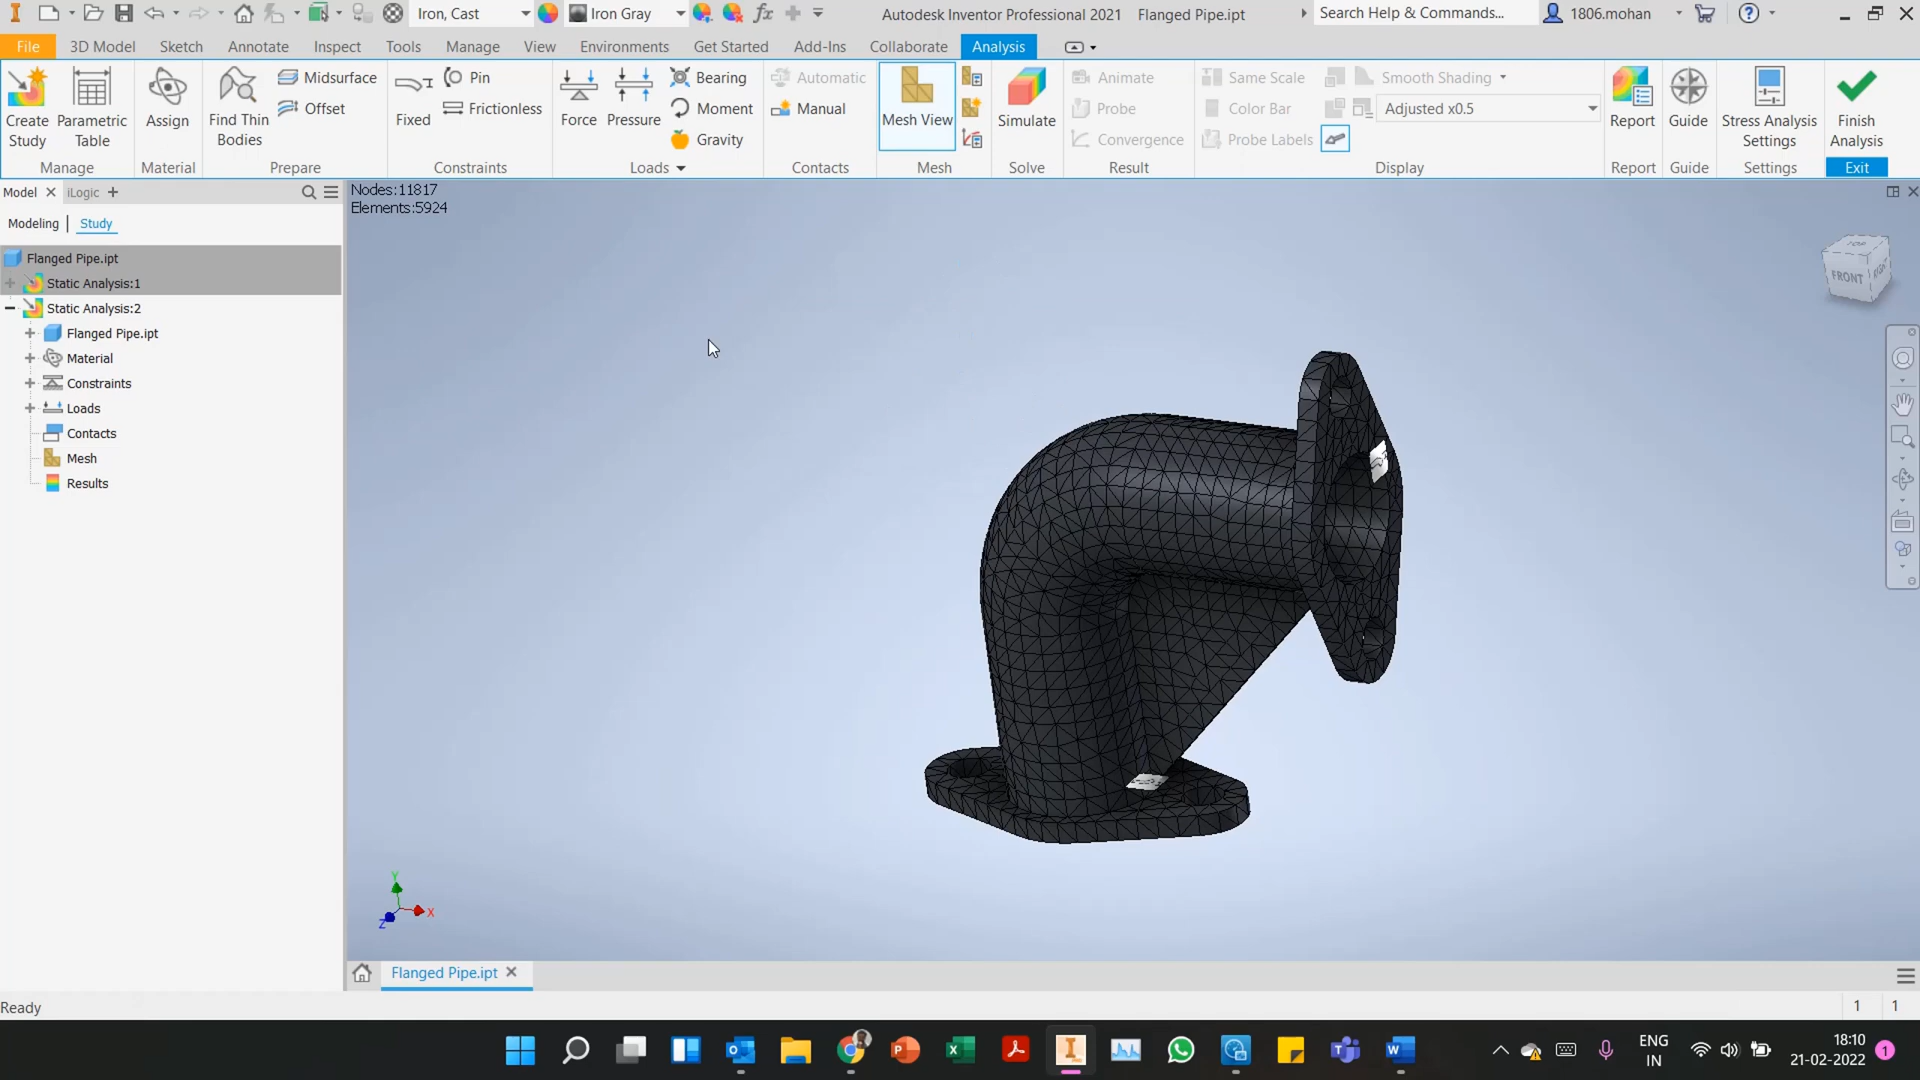 Iron, Cast
Iron Gray
fx
Autodesk Inventor Professional 2021 Flanged Pipe.ipt
Search Help & Commands...
1806.mohan
File 3D Model Sketch Annotate Inspect Tools Manage View Environments Get Started Add-Ins Collaborate Analysis
Create Study
Parametric Table
Manage
Assign
Material
Find Thin Bodies
Midsurface
Offset
Prepare
Fixed
Pin
Frictionless
Constraints
Force
Pressure
Bearing
Moment
Gravity
Loads
Automatic
Manual
Contacts
Mesh View
Mesh
Simulate
Solve
Animate
Probe
Convergence
Result
Same Scale
Color Bar
Probe Labels
Smooth Shading
Adjusted x0.5
Display
Report
Report
Guide
Guide
Stress Analysis Settings
Settings
Finish Analysis
Exit
Model iLogic +
Modeling Study
Flanged Pipe.ipt
Static Analysis:1
Static Analysis:2
Flanged Pipe.ipt
Material
Constraints
Loads
Contacts
Mesh
Results
Nodes:11817
Elements:5924
TOP
FRONT
RIGHT
Y
X
Z
Flanged Pipe.ipt
Ready
1 1
ENG
IN
18:10
21-02-2022
1